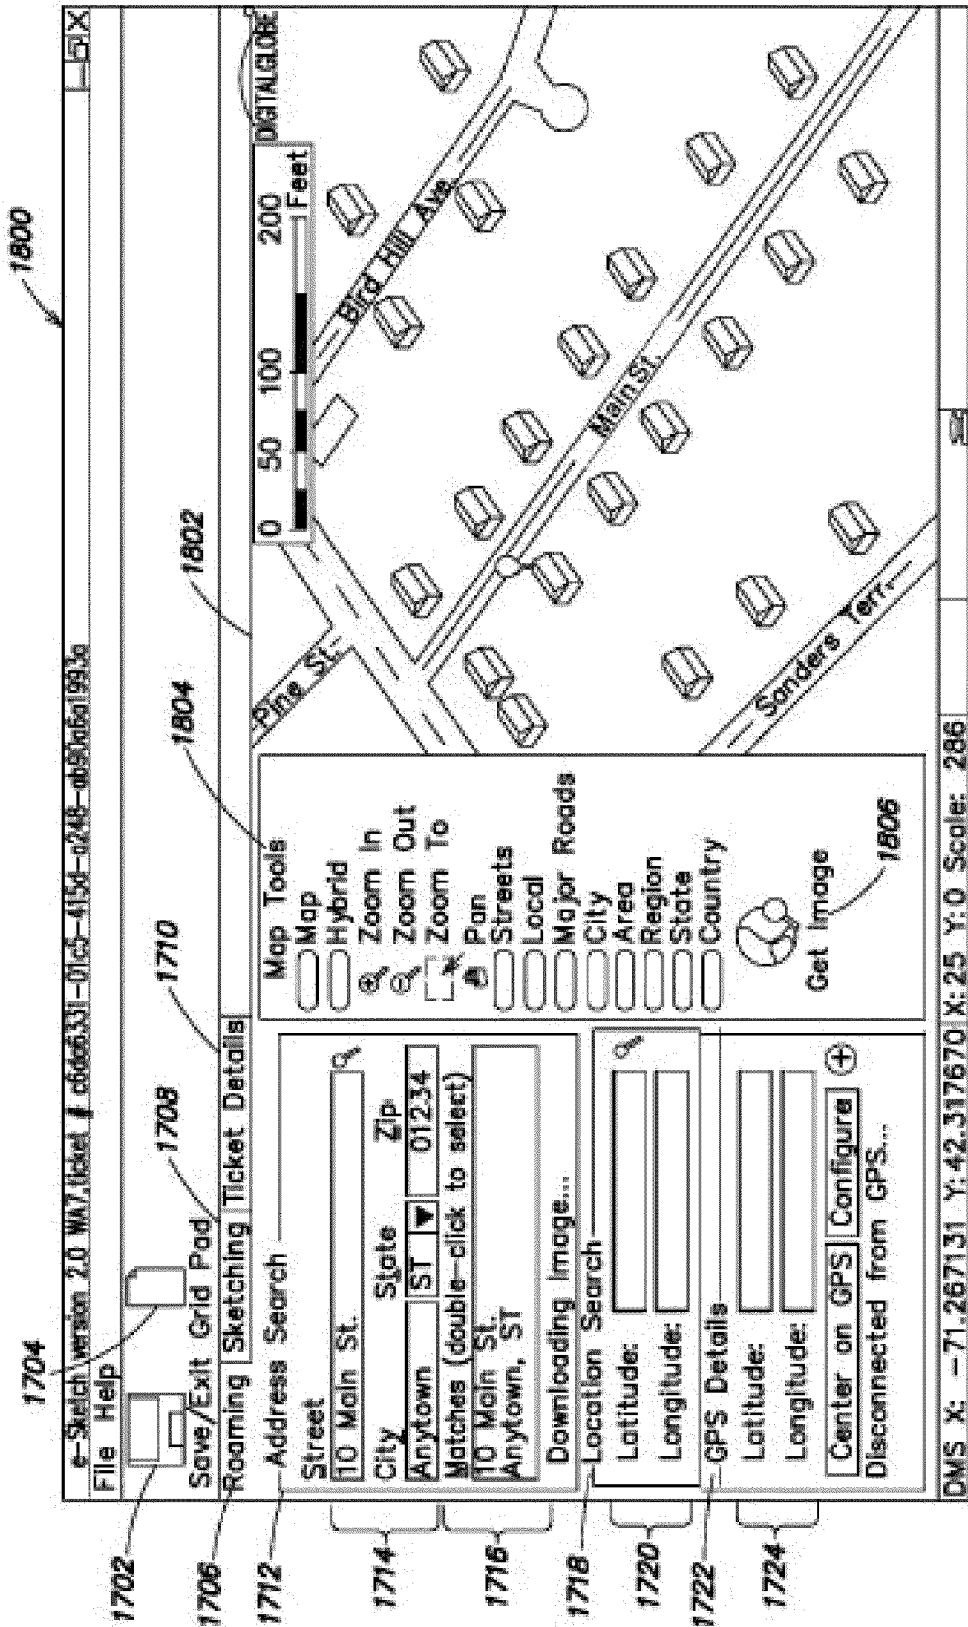 1800
e-Sketch version 2.0 WA7.ticket # c6da6331-01c5-415d-a248-ab90a6a1993a
File Help
1702
1704
Save/Exit Grid Pad
1706
1708
1710
Roaming Sketching Ticket Details
1804
1802
1712
Address Search
Street
10 Main St.
City State Zip
Anytown ST 01234
1714
Matches (double-click to select)
10 Main St.
Anytown, ST
1716
Downloading Image...
1718
Location Search
Latitude:
Longitude:
1720
1722
GPS Details
Latitude:
Longitude:
1724
Center on GPS Configure
Disconnected from GPS...
Map Tools
Map
Hybrid
Zoom In
Zoom Out
Zoom To
Pan
Streets
Local
Major Roads
City
Area
Region
State
Country
Get Image
1806
Pine St.
0 50 100 200
Feet
DIGITALGLOBE
Bird Hill Ave.
Main St.
Sanders Terr.
DMS X: -71.267131 Y:42.317670 X:25 Y:0 Scale: 286